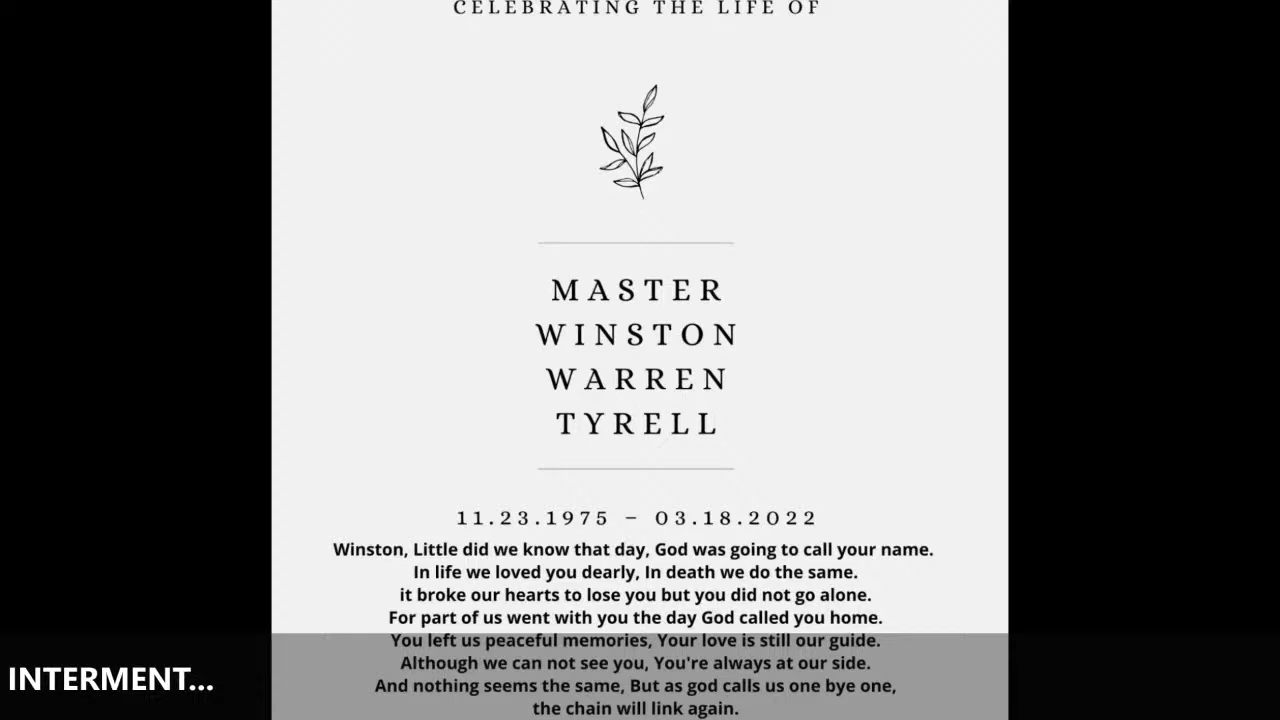 CELEBRATING THE LIFE OF
MASTER
WINSTON
WARREN
TYRELL
11.23.1975 – 03.18.2022
Winston, Little did we know that day, God was going to call your name.
In life we loved you dearly, In death we do the same.
it broke our hearts to lose you but you did not go alone.
For part of us went with you the day God called you home.
You left us peaceful memories, Your love is still our guide.
Although we can not see you, You're always at our side.
And nothing seems the same, But as god calls us one bye one,
the chain will link again.
INTERMENT...